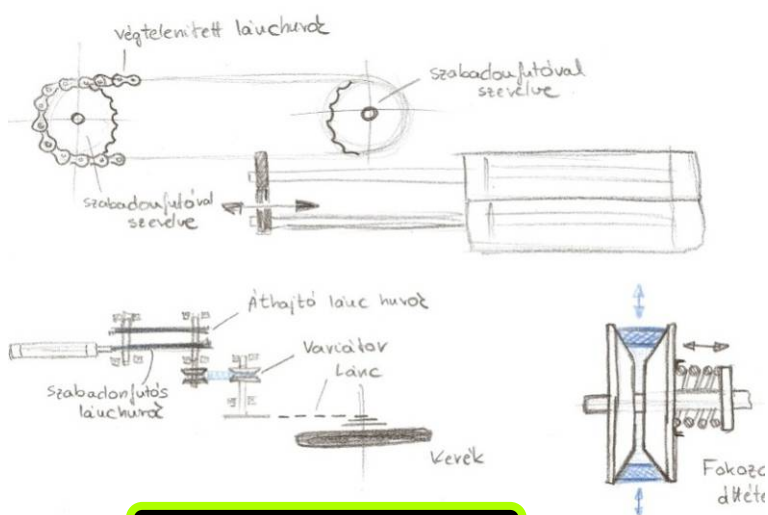 végtelenített lánchurok
szabadonfutóval
szerelve
szabadonfutóval
szerelve
Áthajtó lánc hurok
Variátor
Lánc
Szabadonfutós
lánchurok
Kerék
Fokoza